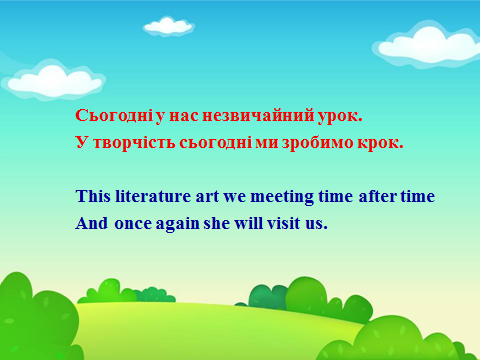 Сьогодні у нас незвичайний урок.
У творчість сьогодні ми зробимо крок.
This literature art we meeting time after time
And once again she will visit us.